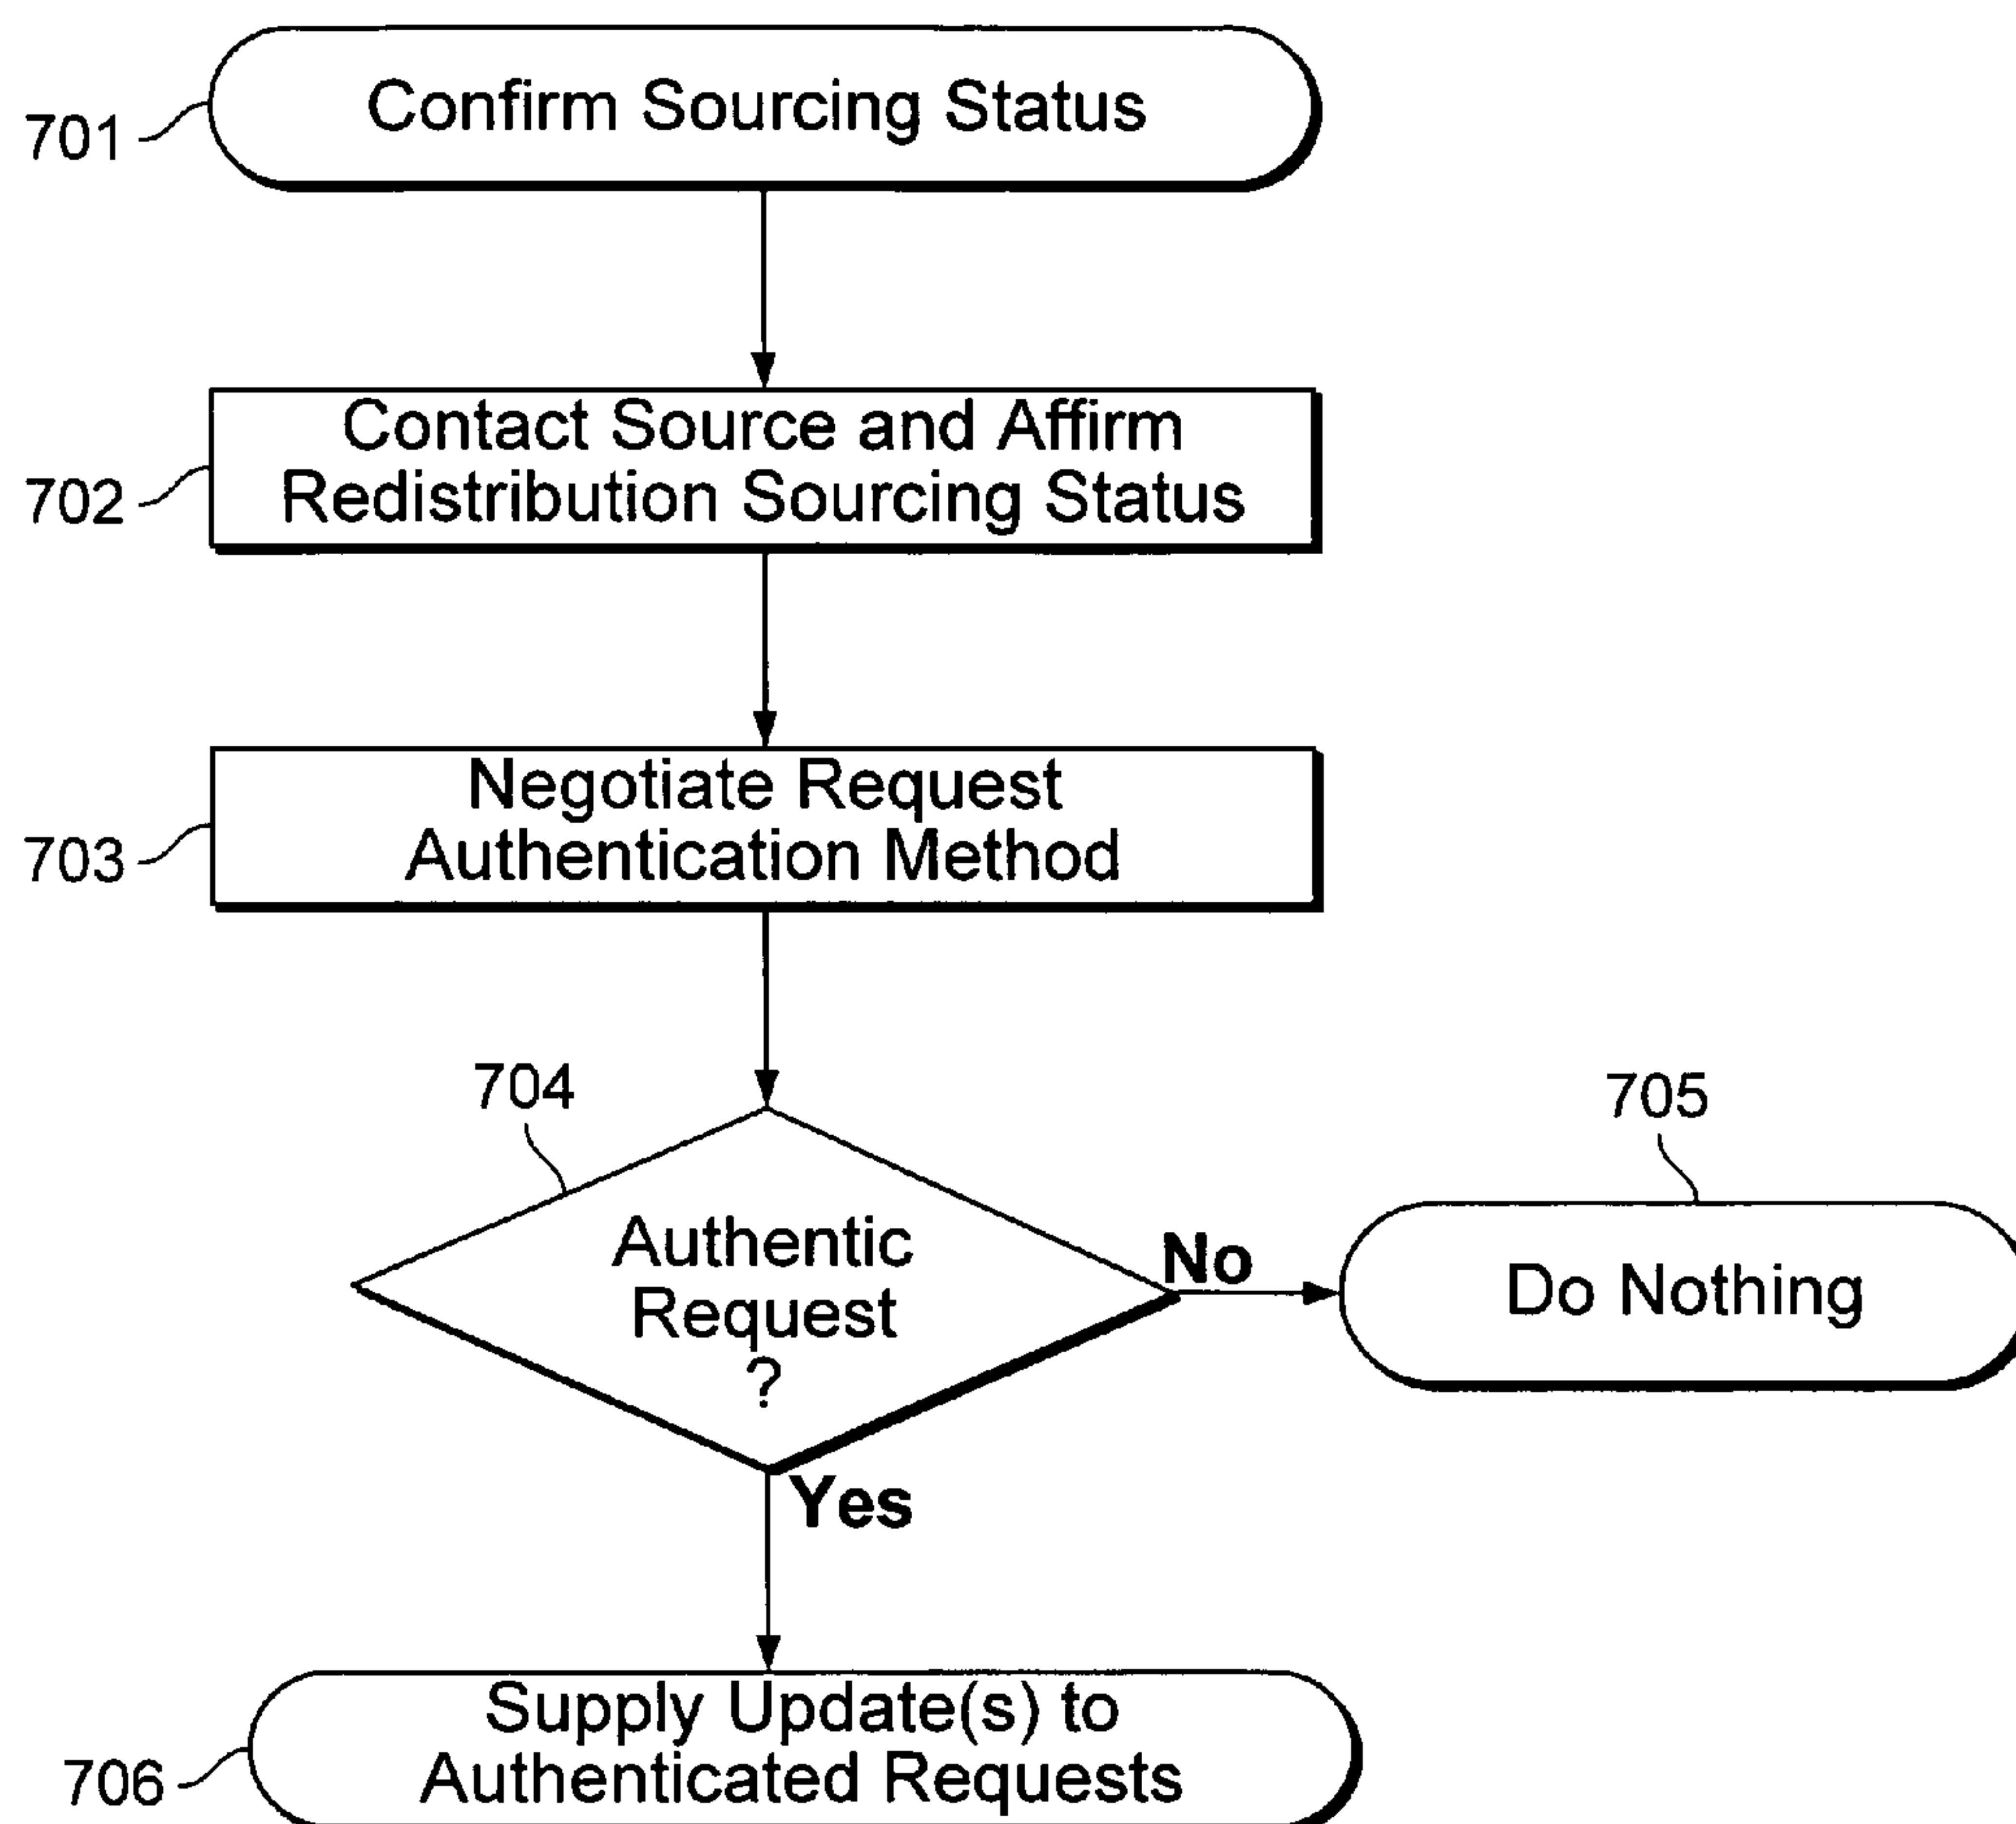 701
Confirm Sourcing Status
702
Contact Source and Affirm
Redistribution Sourcing Status
703
Negotiate Request
Authentication Method
704
Authentic
Request
?
No
705
Do Nothing
Yes
706
Supply Update(s) to
Authenticated Requests